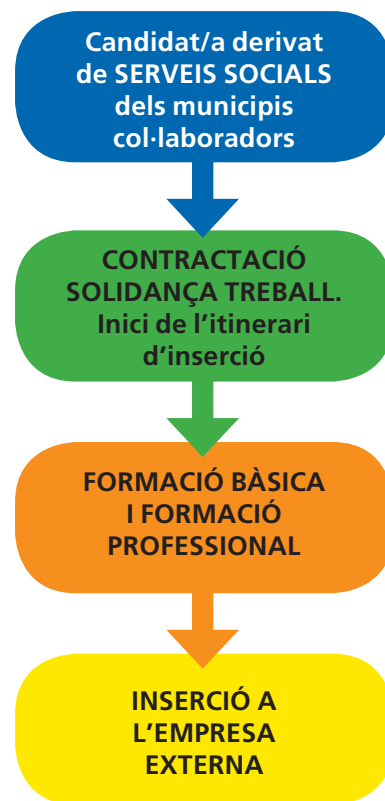 Candidat/a derivat
de SERVEIS SOCIALS
dels municipis
col·laboradors
CONTRACTACIÓ
SOLIDANÇA TREBALL.
Inici de l’itinerari
d’inserció
FORMACIÓ BÀSICA
I FORMACIÓ
PROFESSIONAL
INSERCIÓ A
L’EMPRESA
EXTERNA